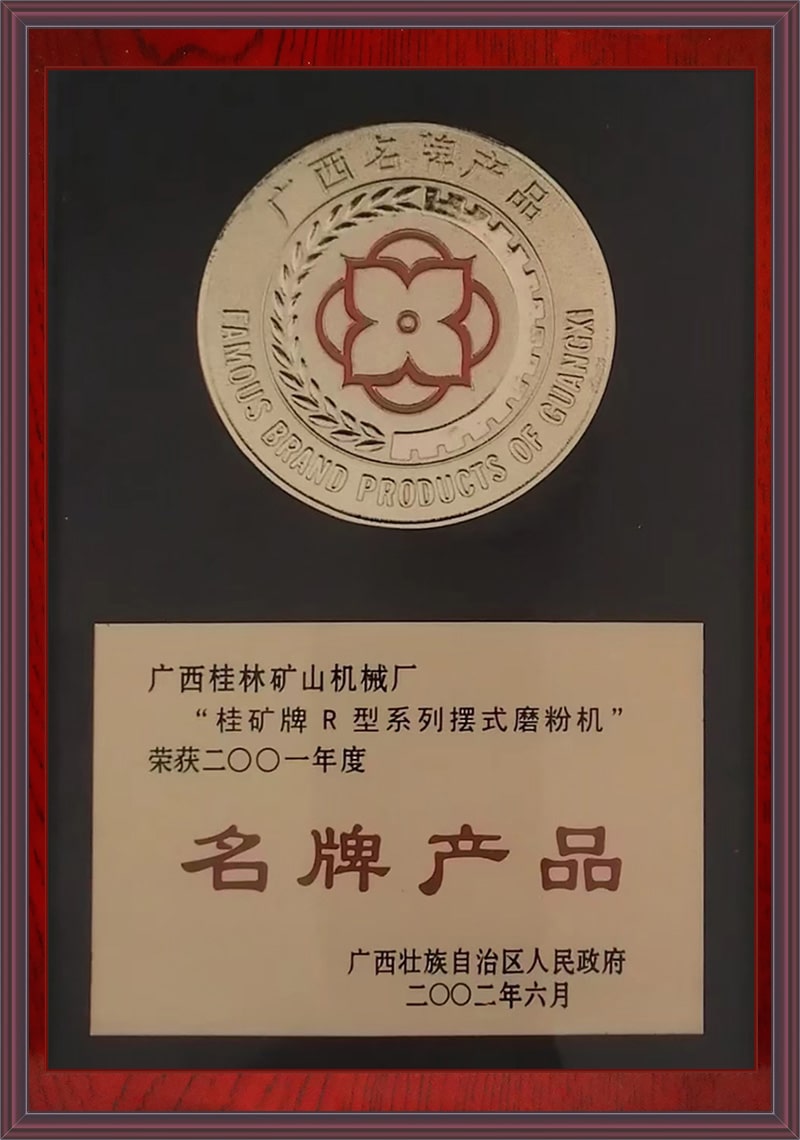 广西名牌产品
FAMOUS BRAND PRODUCTS OF GUANGXI
广西桂林矿山机械厂
“桂矿牌 R 型系列摆式磨粉机”
荣获二〇〇一年度
名牌产品
广西壮族自治区人民政府
二〇〇二年六月